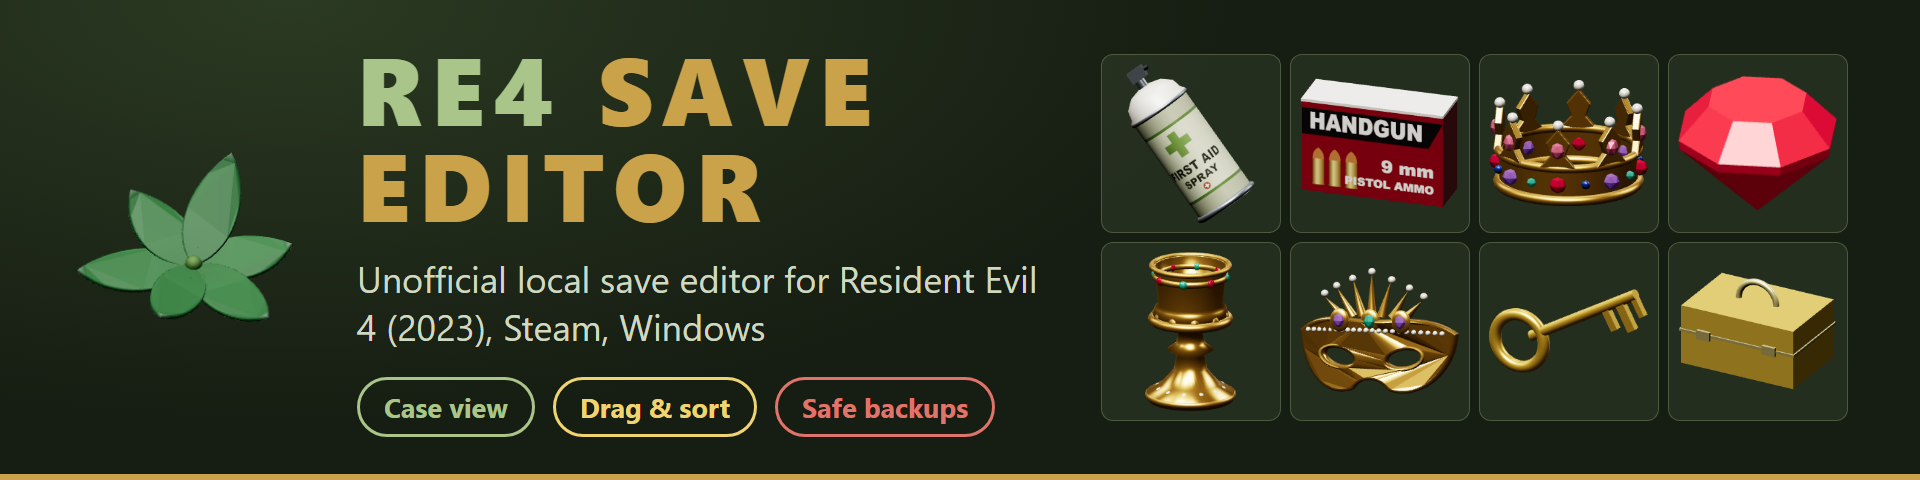 RE4 SAVE
EDITOR
Unofficial local save editor for Resident Evil
4 (2023), Steam, Windows
Case view
Drag & sort
Safe backups
FIRST AID
SPRAY
HANDGUN
9 mm
PISTOL AMMO